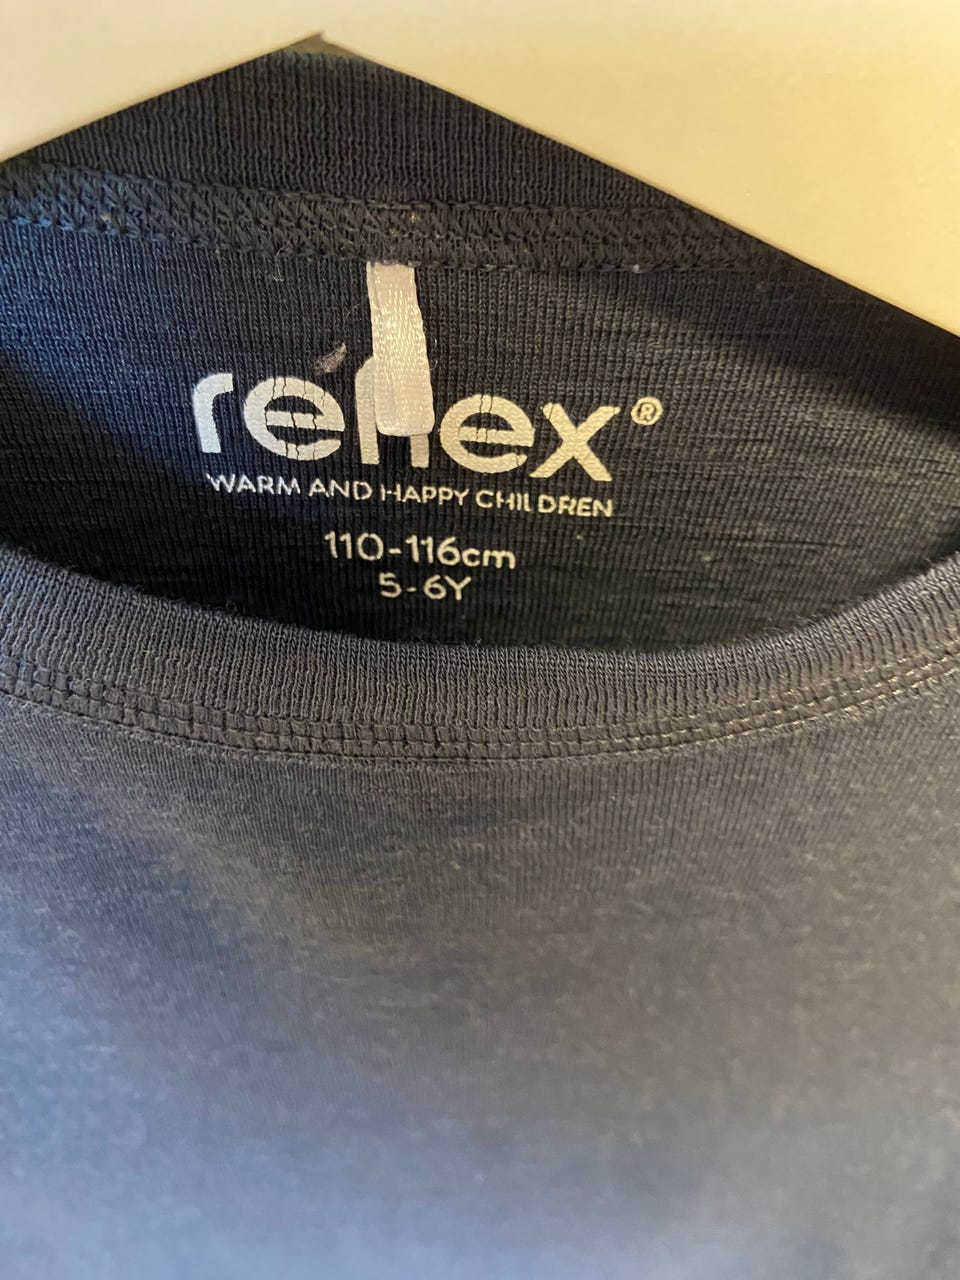 reflex®
WARM AND HAPPY CHILDREN
110-116cm
5-6Y